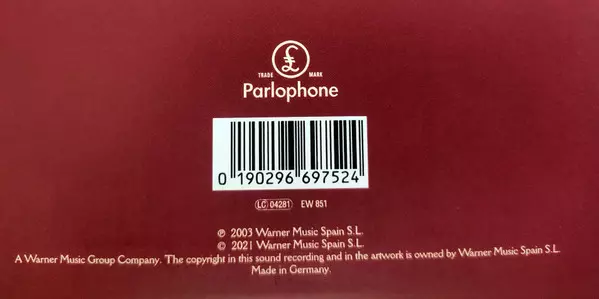 £
TRADE MARK
Parlophone
0 190296 697524
LC 04281 EW 851
℗ 2003 Warner Music Spain S.L.
© 2021 Warner Music Spain S.L.
A Warner Music Group Company. The copyright in this sound recording and in the artwork is owned by Warner Music Spain S.L.
Made in Germany.